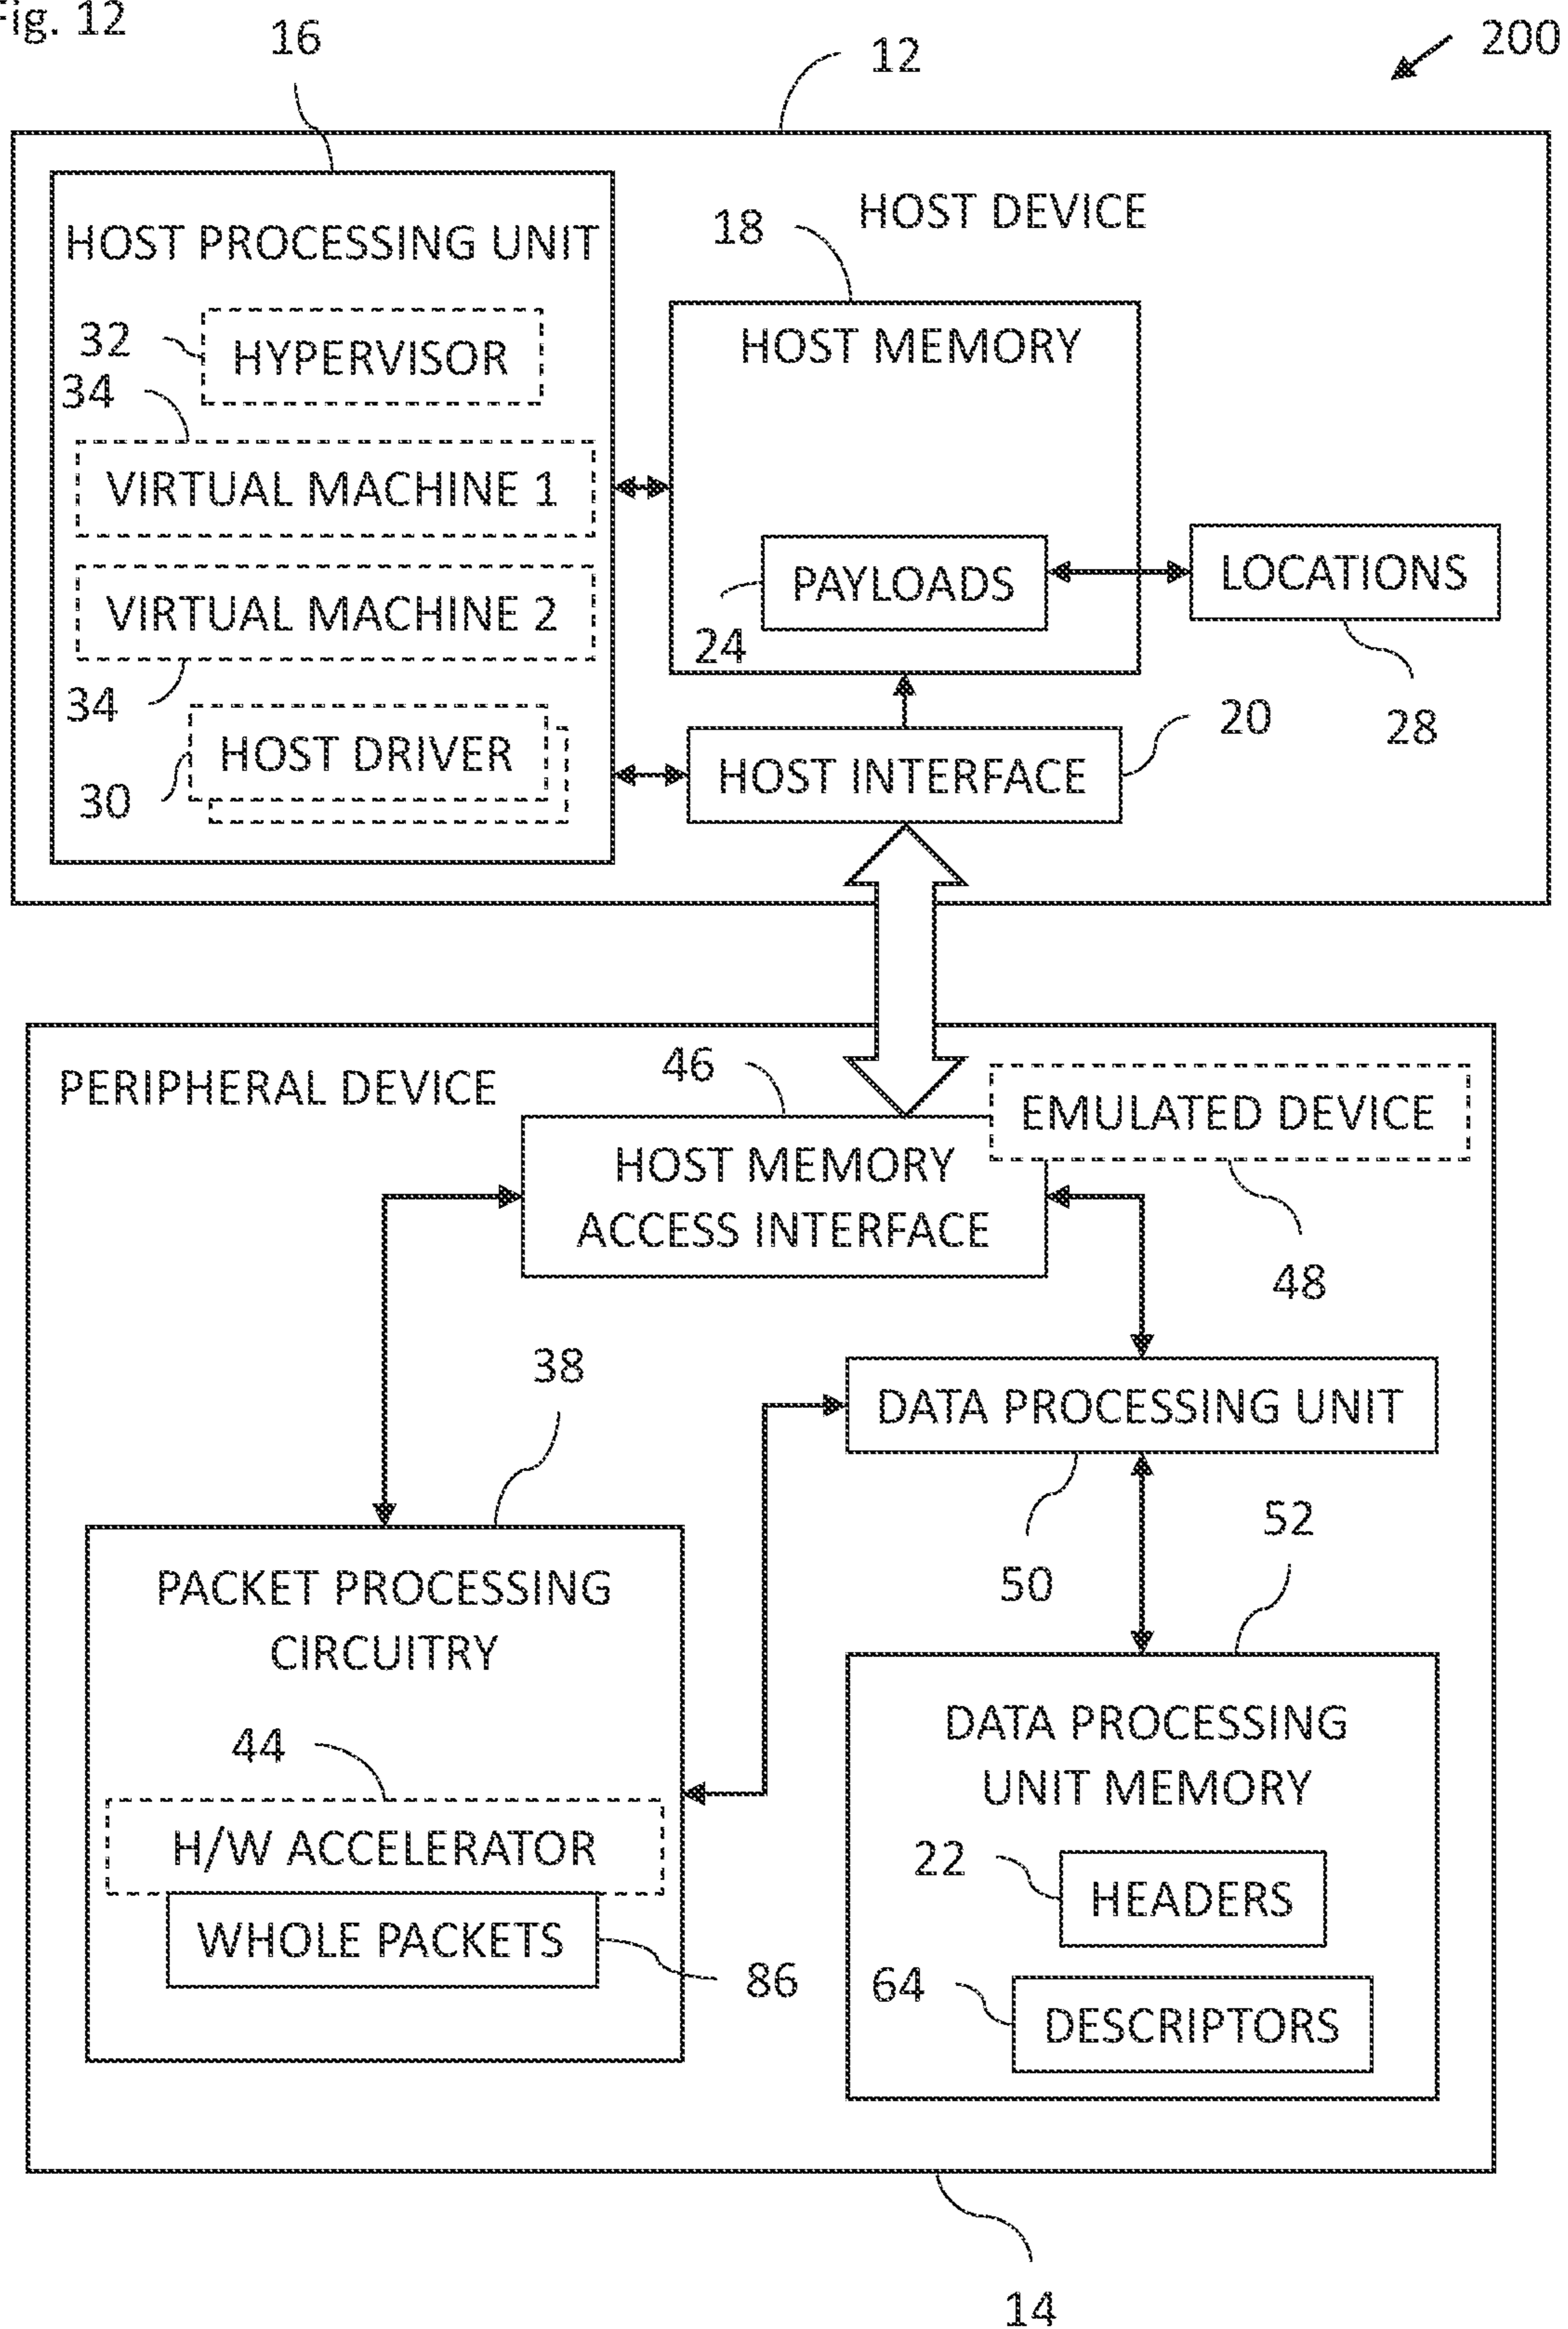 Fig. 12
16
12
200
HOST PROCESSING UNIT
HOST DEVICE
18
HOST MEMORY
32
HYPERVISOR
34
VIRTUAL MACHINE 1
VIRTUAL MACHINE 2
34
PAYLOADS
24
LOCATIONS
28
HOST DRIVER
30
HOST INTERFACE
20
PERIPHERAL DEVICE
46
EMULATED DEVICE
48
HOST MEMORY
ACCESS INTERFACE
38
DATA PROCESSING UNIT
50
52
PACKET PROCESSING
CIRCUITRY
44
H/W ACCELERATOR
WHOLE PACKETS
86
DATA PROCESSING
UNIT MEMORY
22
HEADERS
64
DESCRIPTORS
14